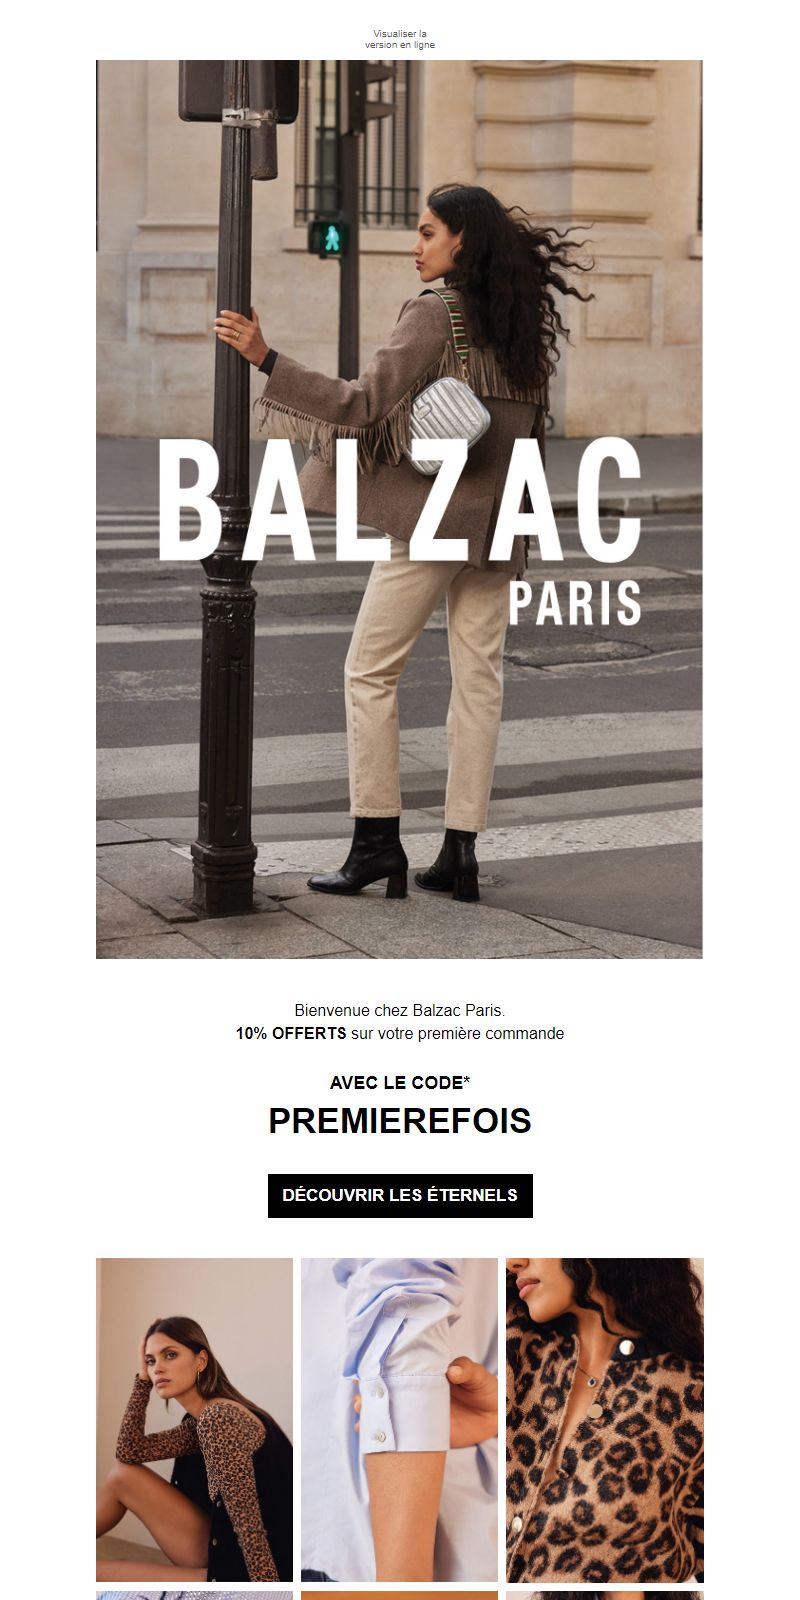 Visualiser la
version en ligne
BALZAC
PARIS
Bienvenue chez Balzac Paris.
10% OFFERTS sur votre première commande
AVEC LE CODE*
PREMIEREFOIS
DÉCOUVRIR LES ÉTERNELS